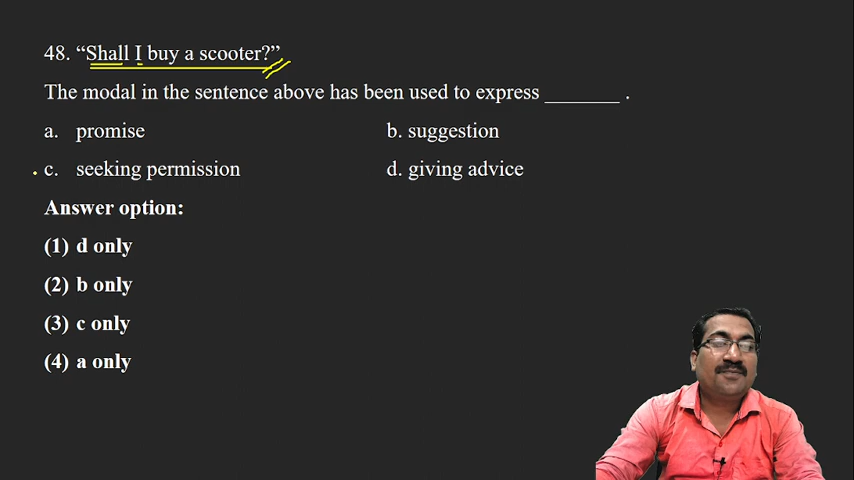 48. “Shall I buy a scooter?”
The modal in the sentence above has been used to express _______ .
a. promise b. suggestion
c. seeking permission d. giving advice
Answer option:
(1) d only
(2) b only
(3) c only
(4) a only